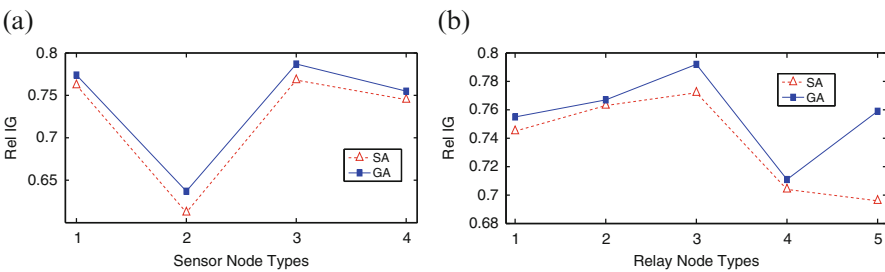 (a)
0.8
0.75
0.7
0.65
Rel IG
SA
GA
1 2 3 4
Sensor Node Types
(b)
0.8
0.78
0.76
0.74
0.72
0.7
0.68
Rel IG
SA
GA
1 2 3 4 5
Relay Node Types